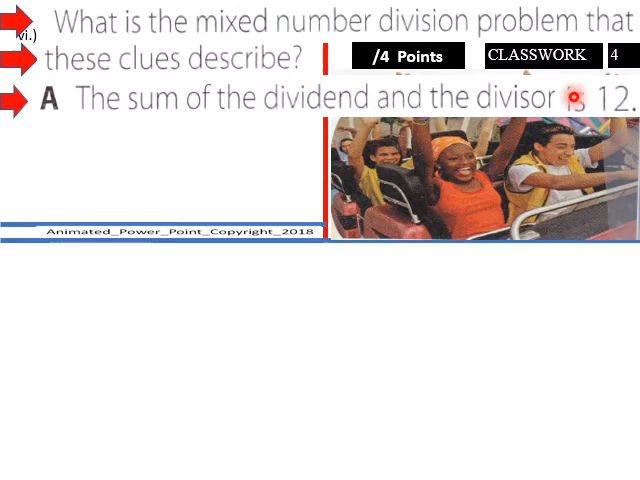 What is the mixed number division problem that
vi.)
these clues describe?
/4 Points
CLASSWORK
4
A The sum of the dividend and the divisor is 12.
Animated_Power_Point_Copyright_2018